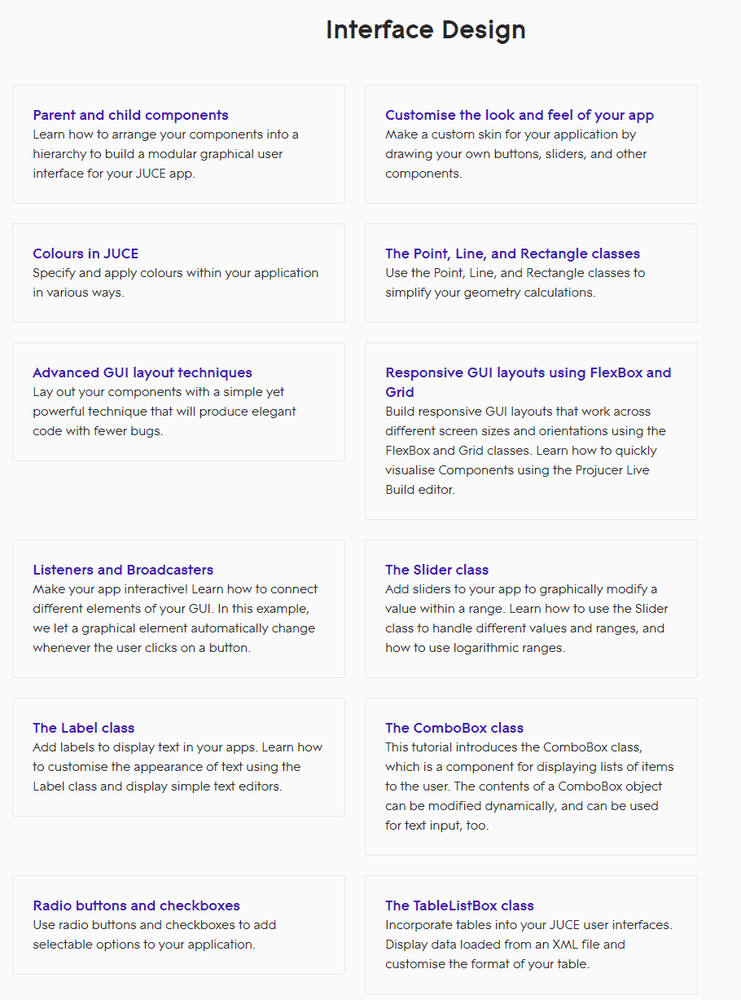 Interface Design
Parent and child components
Learn how to arrange your components into a
hierarchy to build a modular graphical user
interface for your JUCE app.
Customise the look and feel of your app
Make a custom skin for your application by
drawing your own buttons, sliders, and other
components.
Colours in JUCE
Specify and apply colours within your application
in various ways.
The Point, Line, and Rectangle classes
Use the Point, Line, and Rectangle classes to
simplify your geometry calculations.
Advanced GUI layout techniques
Lay out your components with a simple yet
powerful technique that will produce elegant
code with fewer bugs.
Responsive GUI layouts using FlexBox and
Grid
Build responsive GUI layouts that work across
different screen sizes and orientations using the
FlexBox and Grid classes. Learn how to quickly
visualise Components using the Projucer Live
Build editor.
Listeners and Broadcasters
Make your app interactive! Learn how to connect
different elements of your GUI. In this example,
we let a graphical element automatically change
whenever the user clicks on a button.
The Slider class
Add sliders to your app to graphically modify a
value within a range. Learn how to use the Slider
class to handle different values and ranges, and
how to use logarithmic ranges.
The Label class
Add labels to display text in your apps. Learn how
to customise the appearance of text using the
Label class and display simple text editors.
The ComboBox class
This tutorial introduces the ComboBox class,
which is a component for displaying lists of items
to the user. The contents of a ComboBox object
can be modified dynamically, and can be used
for text input, too.
Radio buttons and checkboxes
Use radio buttons and checkboxes to add
selectable options to your application.
The TableListBox class
Incorporate tables into your JUCE user interfaces.
Display data loaded from an XML file and
customise the format of your table.